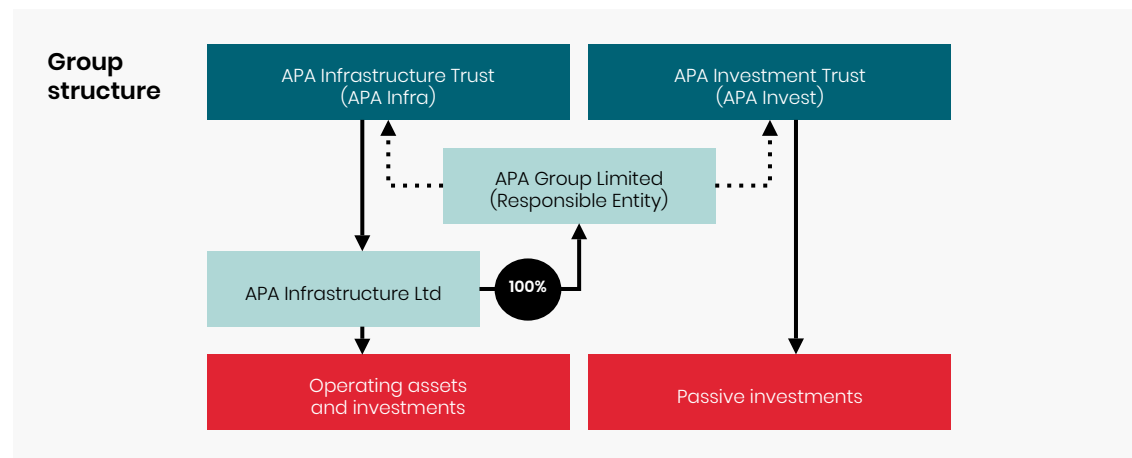 Group
structure
APA Infrastructure Trust
(APA Infra)
APA Investment Trust
(APA Invest)
APA Group Limited
(Responsible Entity)
APA Infrastructure Ltd
100%
Operating assets
and investments
Passive investments